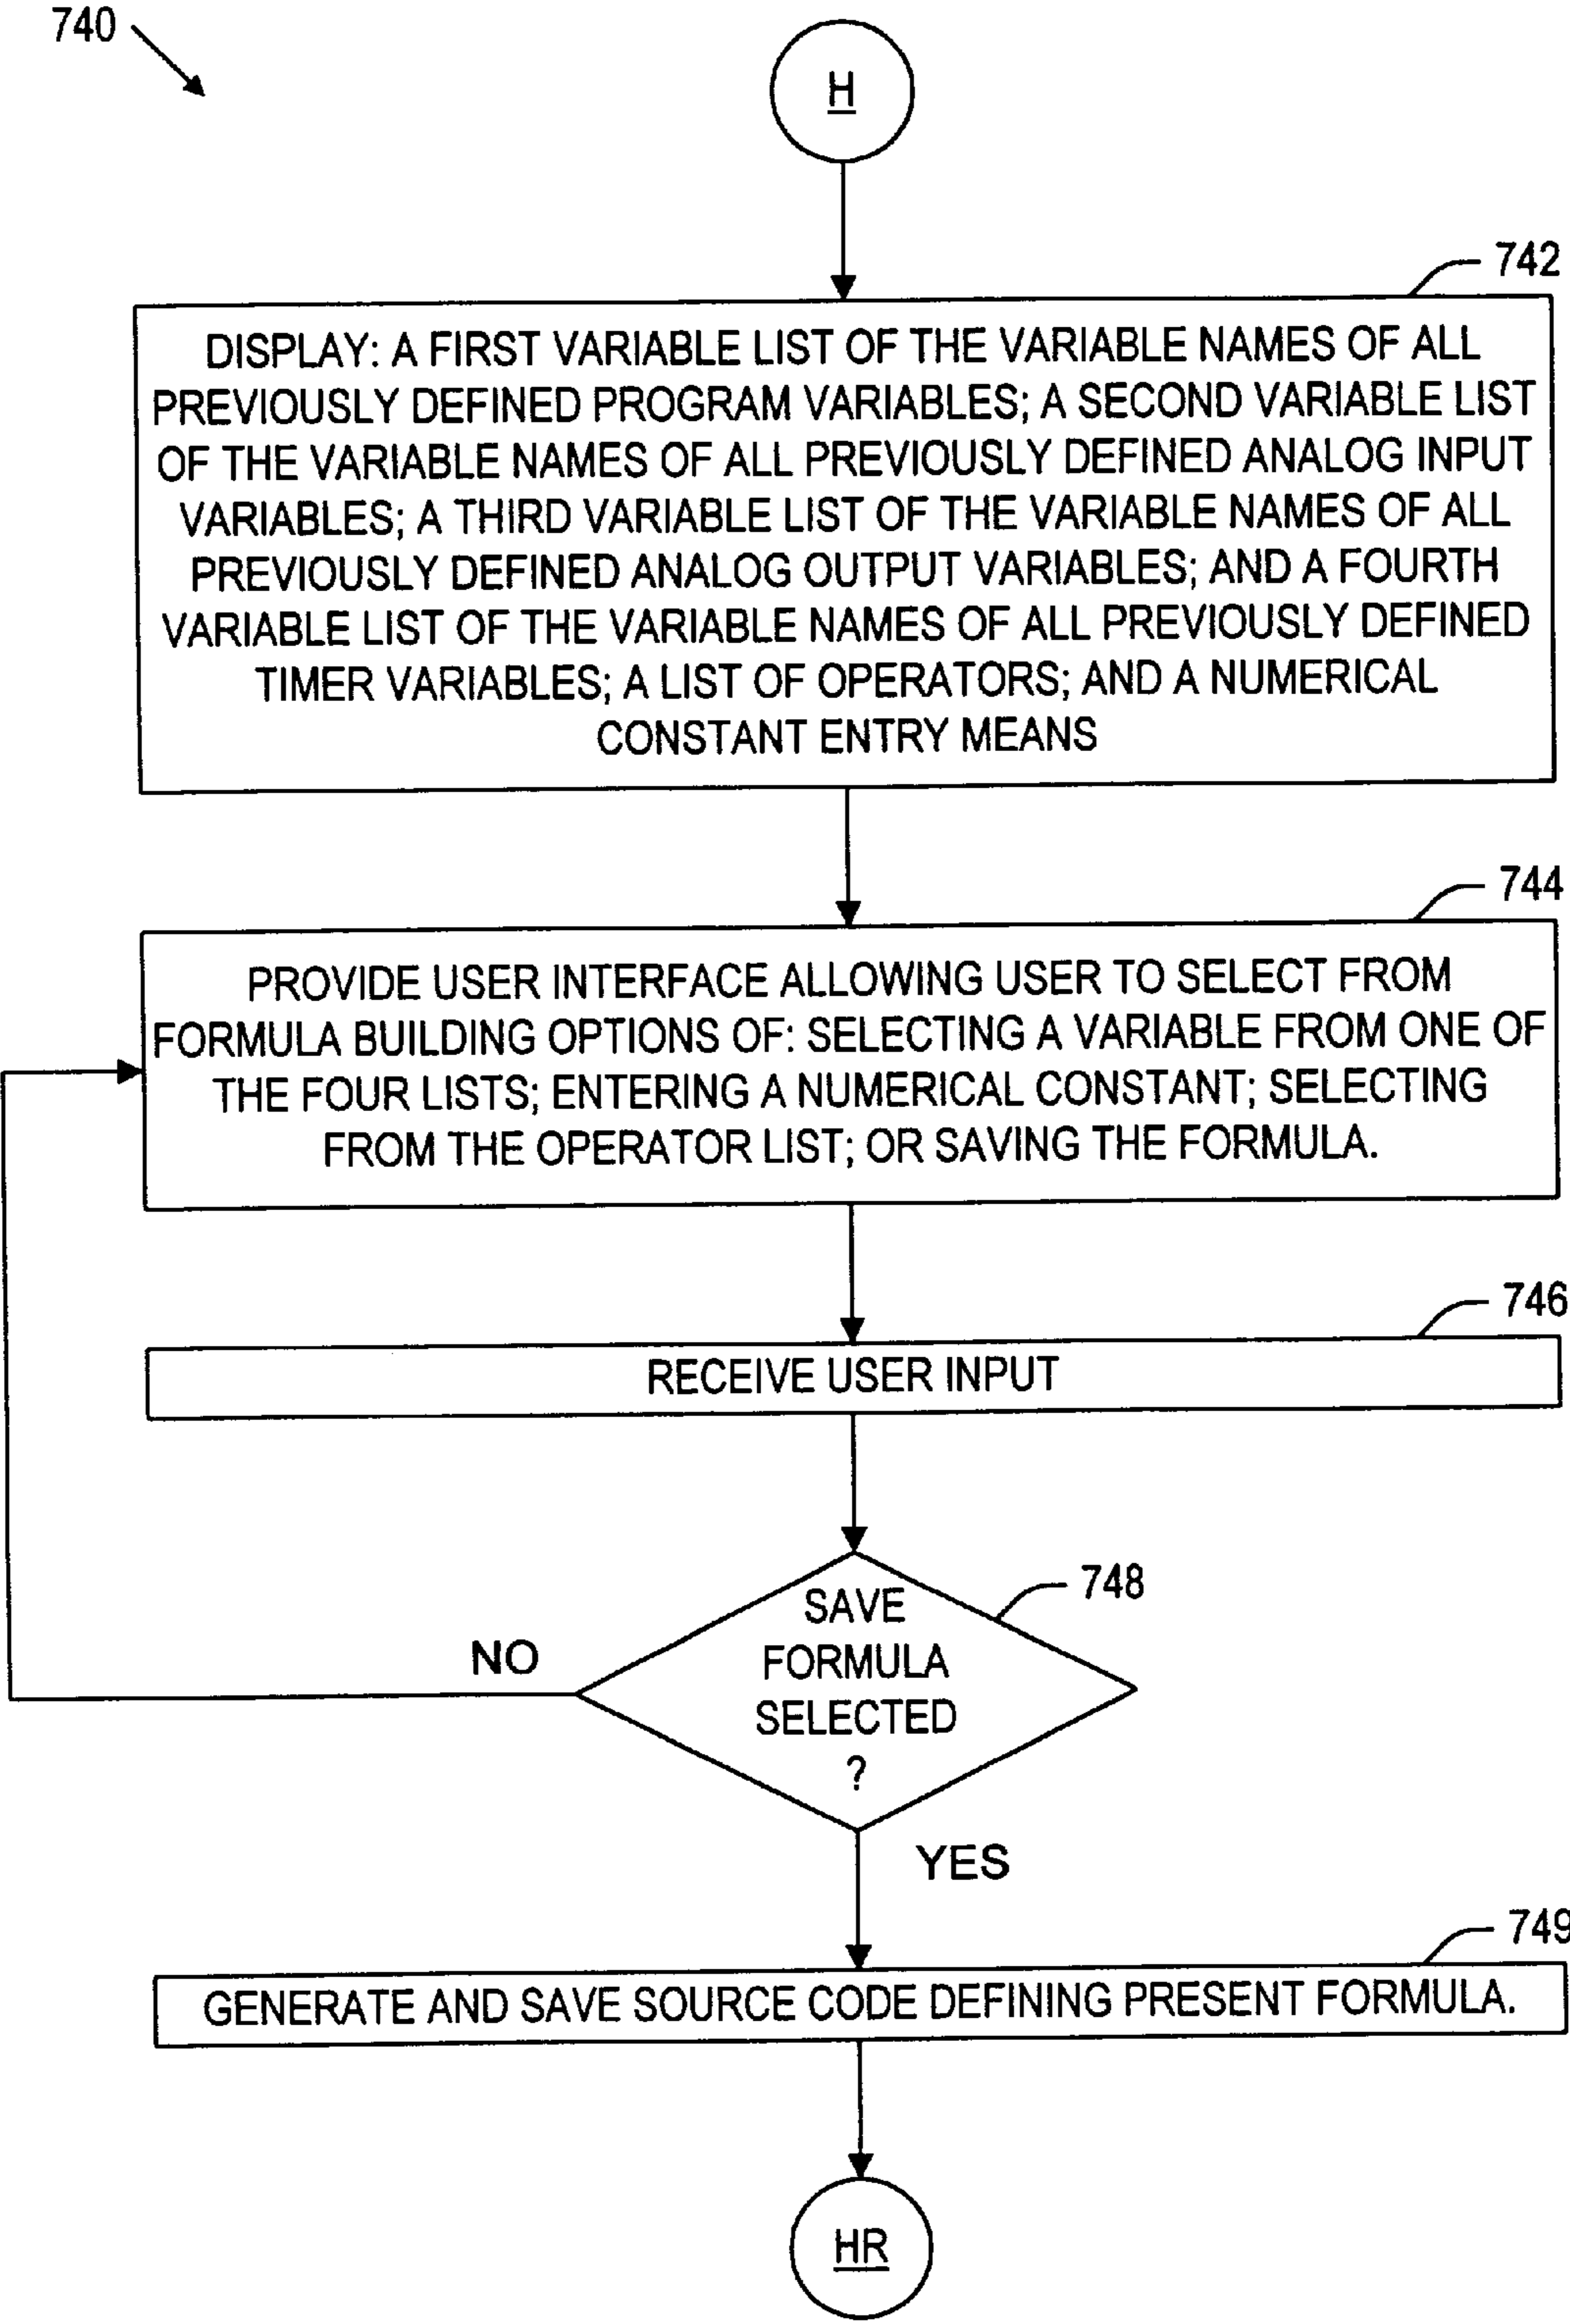 740
H
742
DISPLAY: A FIRST VARIABLE LIST OF THE VARIABLE NAMES OF ALL
PREVIOUSLY DEFINED PROGRAM VARIABLES; A SECOND VARIABLE LIST
OF THE VARIABLE NAMES OF ALL PREVIOUSLY DEFINED ANALOG INPUT
VARIABLES; A THIRD VARIABLE LIST OF THE VARIABLE NAMES OF ALL
PREVIOUSLY DEFINED ANALOG OUTPUT VARIABLES; AND A FOURTH
VARIABLE LIST OF THE VARIABLE NAMES OF ALL PREVIOUSLY DEFINED
TIMER VARIABLES; A LIST OF OPERATORS; AND A NUMERICAL
CONSTANT ENTRY MEANS
744
PROVIDE USER INTERFACE ALLOWING USER TO SELECT FROM
FORMULA BUILDING OPTIONS OF: SELECTING A VARIABLE FROM ONE OF
THE FOUR LISTS; ENTERING A NUMERICAL CONSTANT; SELECTING
FROM THE OPERATOR LIST; OR SAVING THE FORMULA.
746
RECEIVE USER INPUT
748
SAVE
FORMULA
SELECTED
?
NO
YES
749
GENERATE AND SAVE SOURCE CODE DEFINING PRESENT FORMULA.
HR